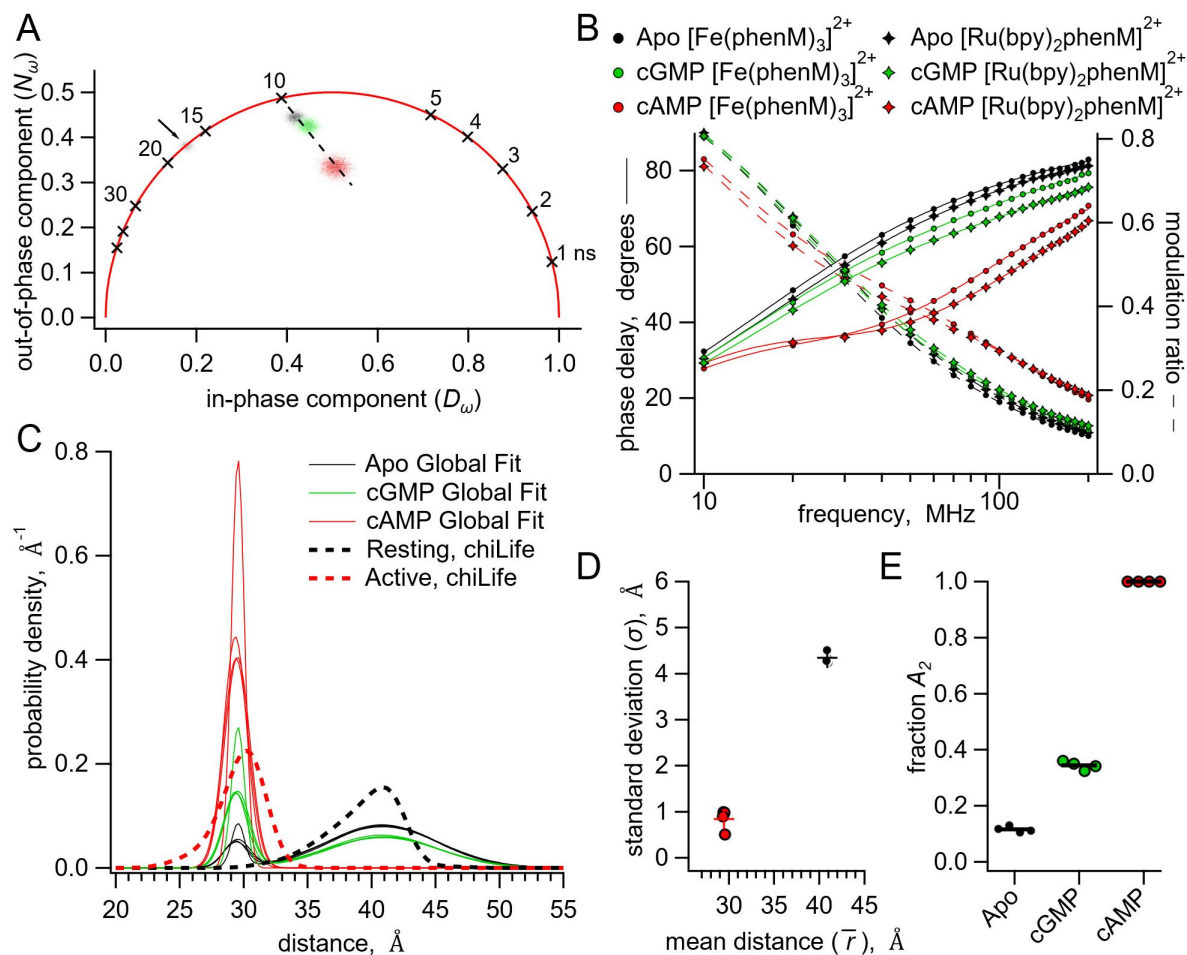 A
out-of-phase component (Nω)
0.5
0.4
0.3
0.2
0.1
0.0
10
15
20
30
5
4
3
2
1 ns
0.0
0.2
0.4
0.6
0.8
1.0
in-phase component (Dω)
B
Apo [Fe(phenM)3]2+
Apo [Ru(bpy)2phenM]2+
cGMP [Fe(phenM)3]2+
cGMP [Ru(bpy)2phenM]2+
cAMP [Fe(phenM)3]2+
cAMP [Ru(bpy)2phenM]2+
phase delay, degrees
80
60
40
20
0
modulation ratio
0.8
0.6
0.4
0.2
0.0
10
100
frequency, MHz
C
probability density, Å-1
0.8
0.6
0.4
0.2
0.0
Apo Global Fit
cGMP Global Fit
cAMP Global Fit
Resting, chiLife
Active, chiLife
20
25
30
35
40
45
50
55
distance, Å
D
standard deviation (σ), Å
6
5
4
3
2
1
0
30
35
40
45
mean distance (r̅), Å
E
fraction A2
1.0
0.8
0.6
0.4
0.2
0.0
Apo
cGMP
cAMP